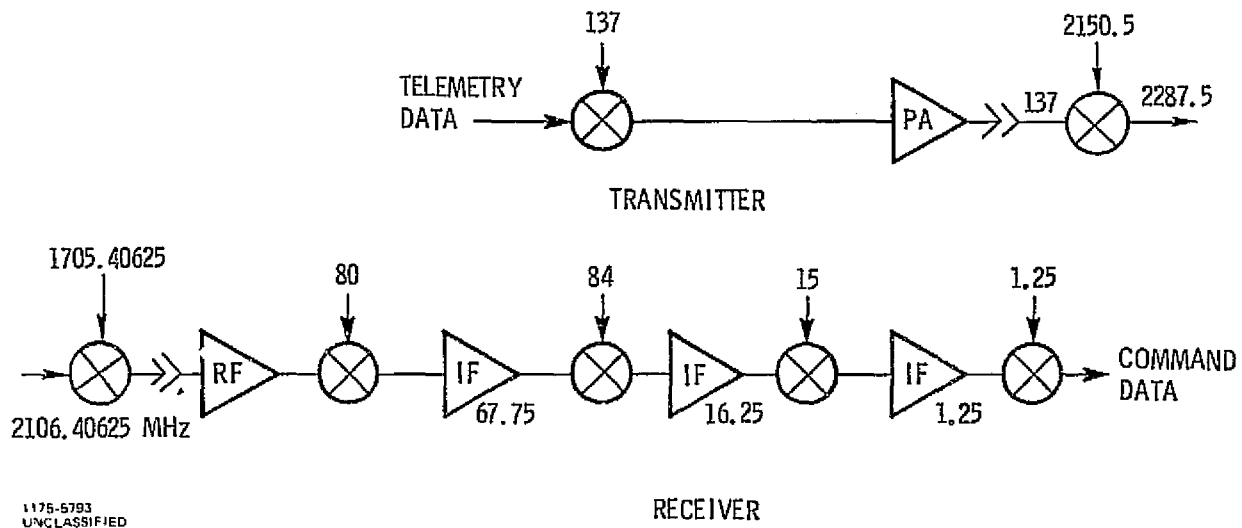 137
2150.5
TELEMETRY
DATA
PA
137
2287.5
TRANSMITTER
1705.40625
80
84
15
1.25
RF
IF
IF
IF
COMMAND
DATA
2106.40625 MHz
67.75
16.25
1.25
RECEIVER
1175-5793
UNCLASSIFIED